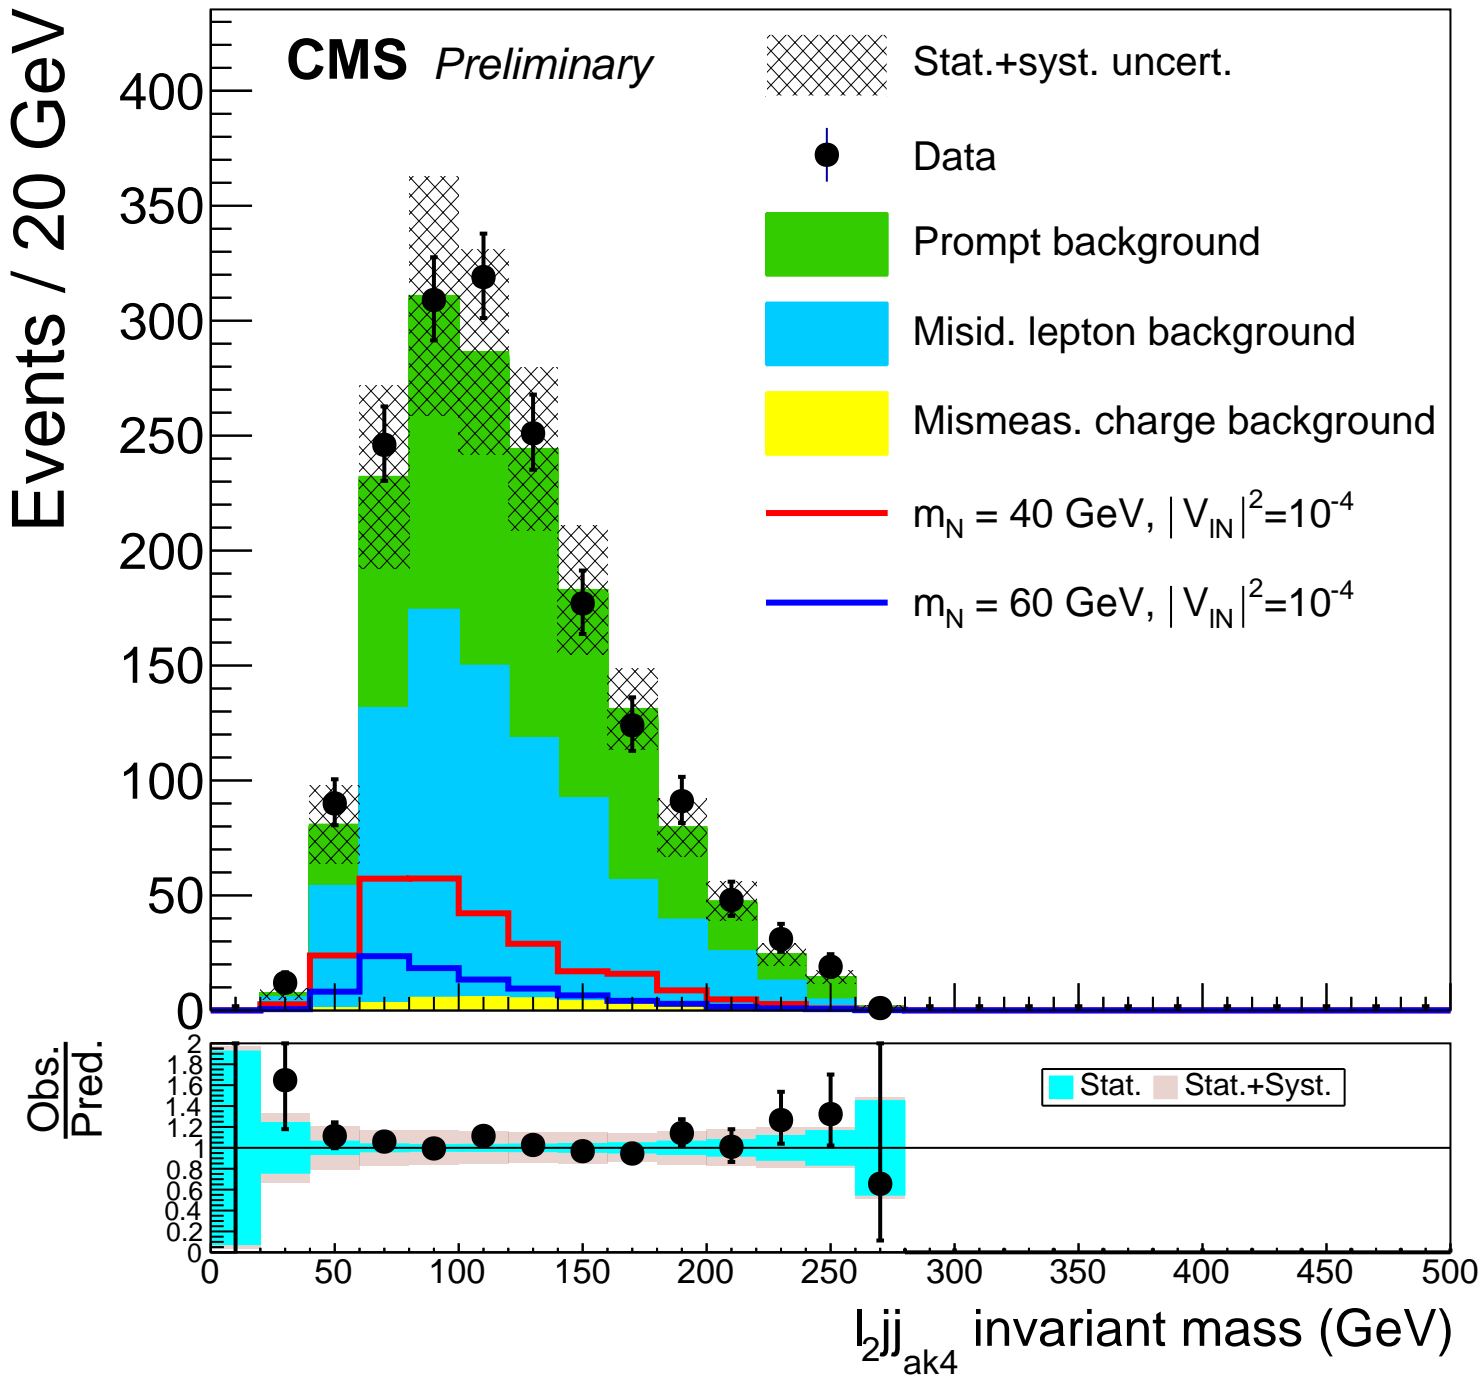 CMS Preliminary
Events / 20 GeV
400
350
300
250
200
150
100
50
0
Stat.+syst. uncert.
Data
Prompt background
Misid. lepton background
Mismeas. charge background
m_N = 40 GeV, |V_lN|^2=10^-4
m_N = 60 GeV, |V_lN|^2=10^-4
Obs.
Pred.
2
1.8
1.6
1.4
1.2
1
0.8
0.6
0.4
0.2
0
Stat. Stat.+Syst.
0 50 100 150 200 250 300 350 400 450 500
l_2jj_ak4 invariant mass (GeV)